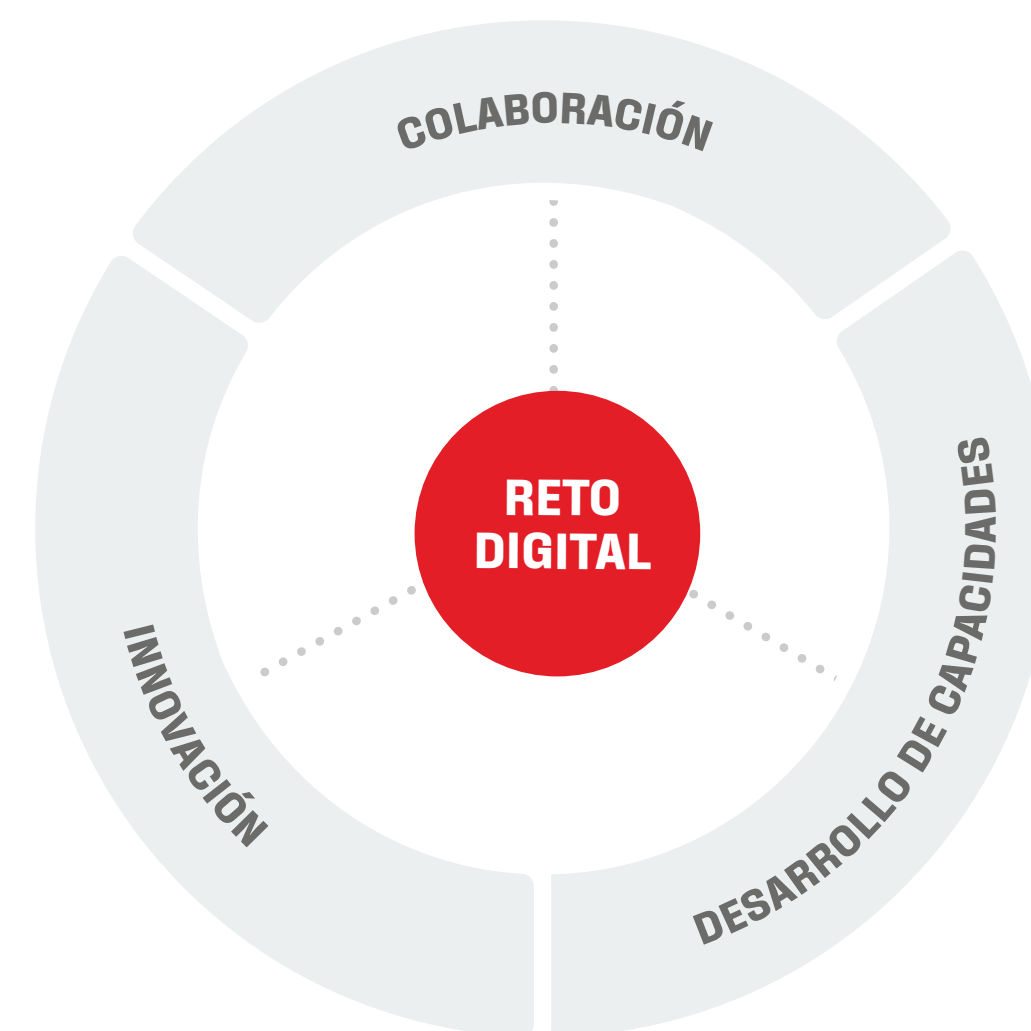 COLABORACIÓN
RETO
DIGITAL
DESARROLLO DE CAPACIDADES
INNOVACIÓN